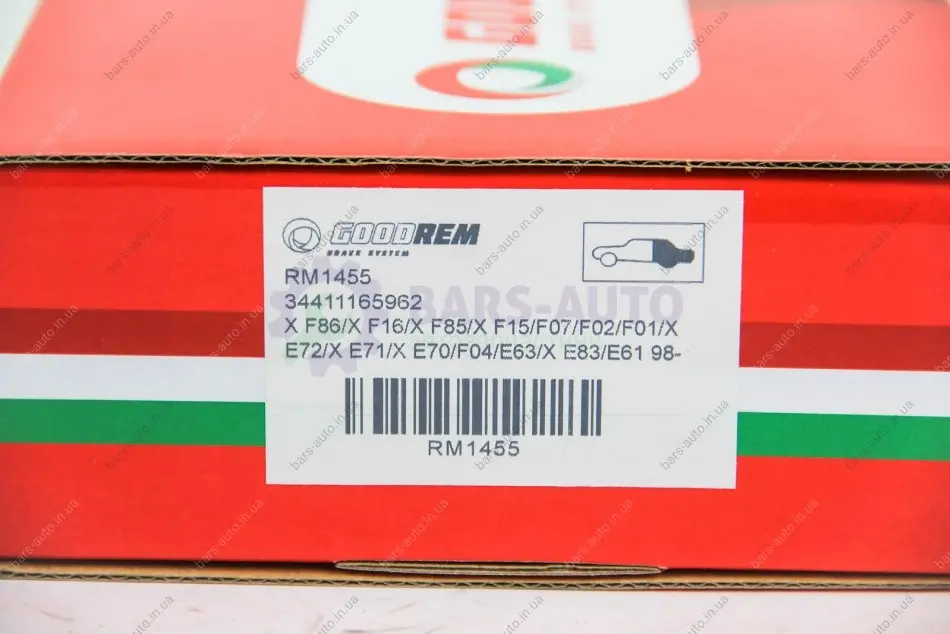 GOODREM
BRAKE SYSTEM
RM1455
34411165962
X F86/X F16/X F85/X F15/F07/F02/F01/X
E72/X E71/X E70/F04/E63/X E83/E61 98-
RM1455
BARS-AUTO
bars-auto.in.ua